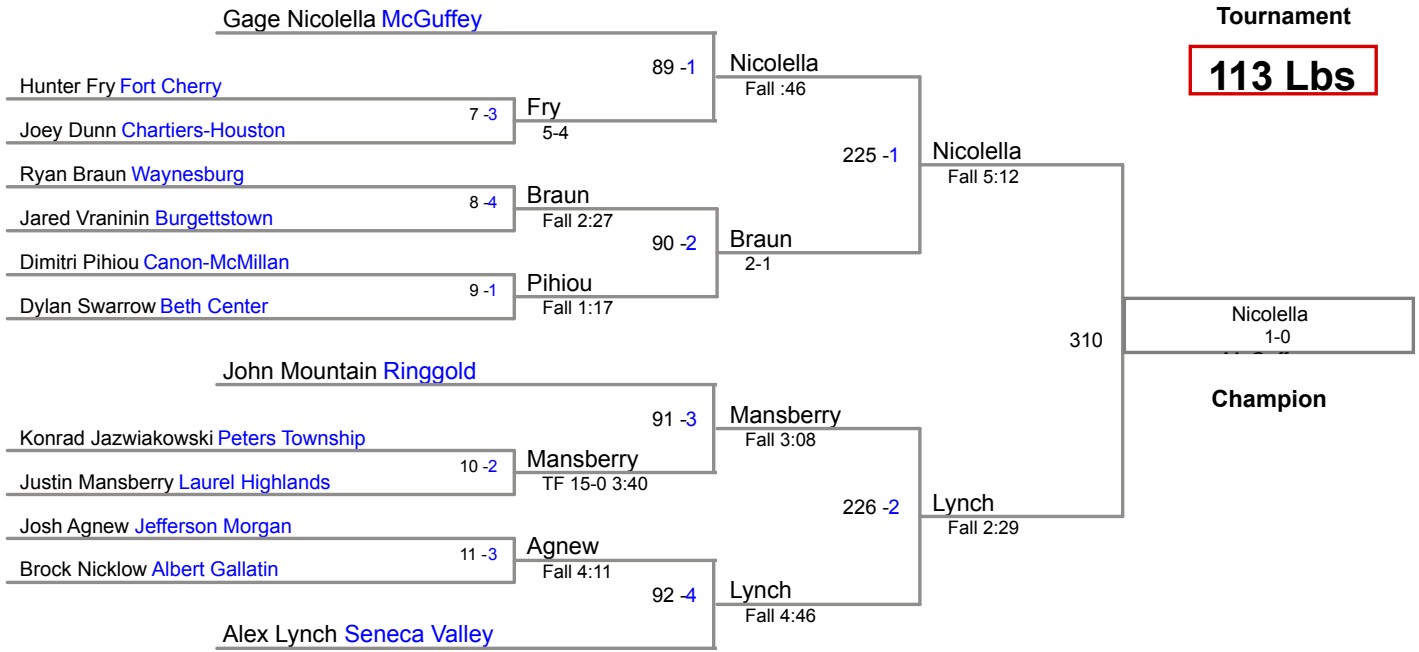 Gage Nicolella McGuffey
Tournament
113 Lbs
89 -1
Nicolella
Fall :46
Hunter Fry Fort Cherry
7 -3
Fry
5-4
Joey Dunn Chartiers-Houston
225 -1
Nicolella
Fall 5:12
Ryan Braun Waynesburg
8 -4
Braun
Fall 2:27
Jared Vraninin Burgettstown
90 -2
Braun
2-1
Dimitri Pihiou Canon-McMillan
9 -1
Pihiou
Fall 1:17
Dylan Swarrow Beth Center
310
Nicolella
1-0
Champion
John Mountain Ringgold
91 -3
Mansberry
Fall 3:08
Konrad Jazwiakowski Peters Township
10 -2
Mansberry
TF 15-0 3:40
Justin Mansberry Laurel Highlands
226 -2
Lynch
Fall 2:29
Josh Agnew Jefferson Morgan
11 -3
Agnew
Fall 4:11
Brock Nicklow Albert Gallatin
92 -4
Lynch
Fall 4:46
Alex Lynch Seneca Valley